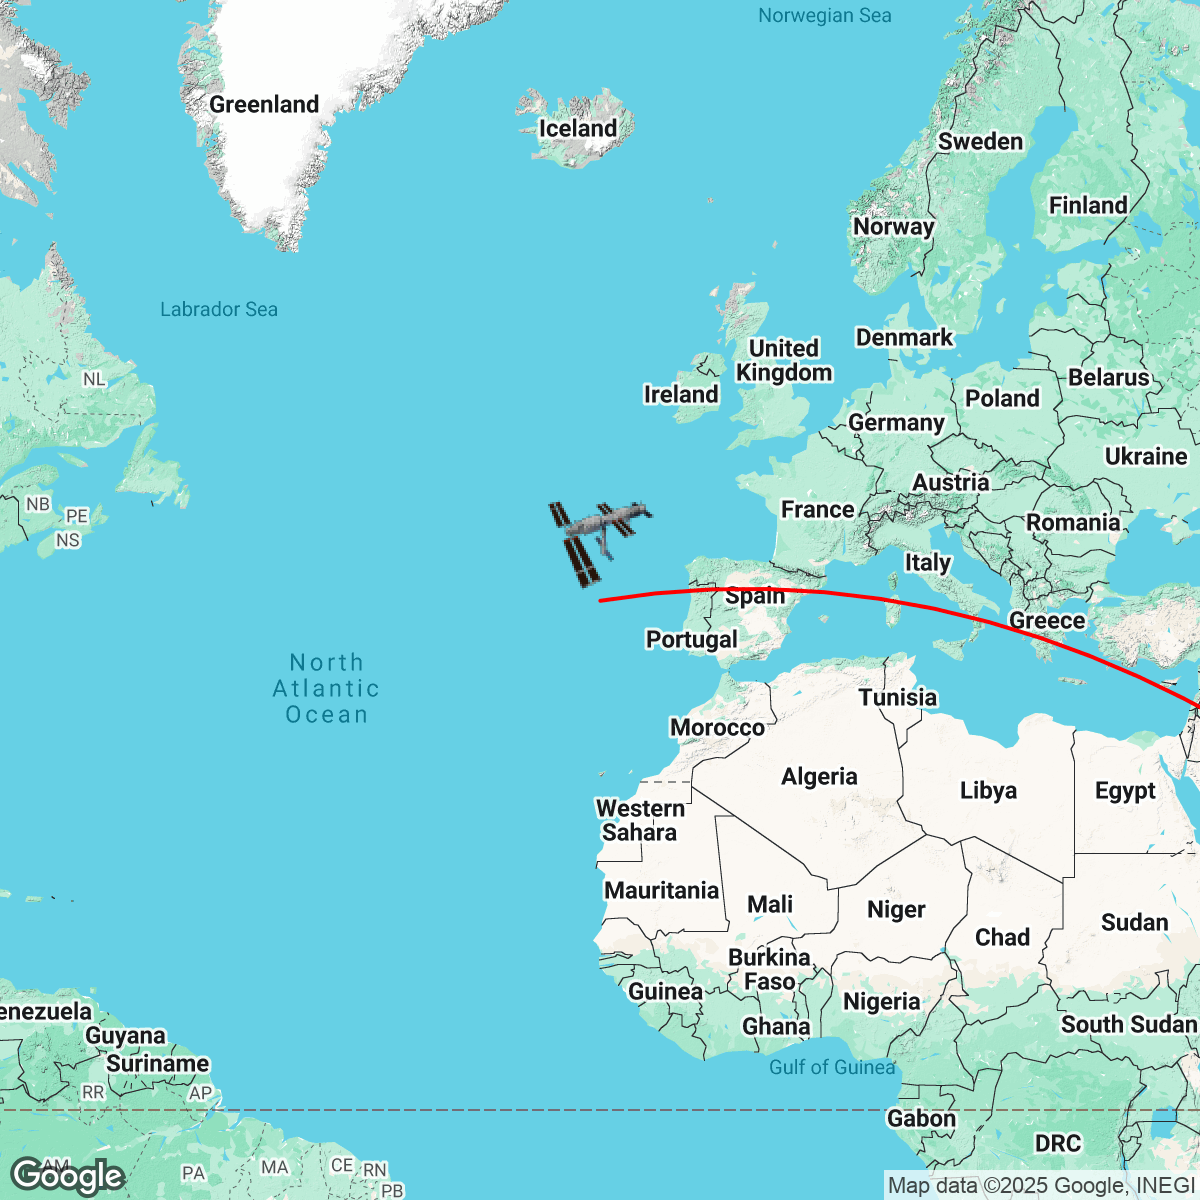 Norwegian Sea
Greenland
Iceland
Sweden
Finland
Norway
Labrador Sea
Denmark
United
Kingdom
Belarus
NL
Ireland
Poland
Germany
Ukraine
Austria
NB
PE
France
Romania
NS
Italy
Spain
Greece
Portugal
North
Atlantic
Ocean
Tunisia
Morocco
Algeria
Libya
Egypt
Western
Sahara
Mauritania
Mali
Niger
Sudan
Chad
Burkina
Faso
Guinea
Nigeria
enezuela
Ghana
South Sudan
Guyana
Suriname
Gulf of Guinea
RR
AP
Gabon
DRC
AM
PA
MA
CE
RN
PB
Google
Map data ©2025 Google, INEGI